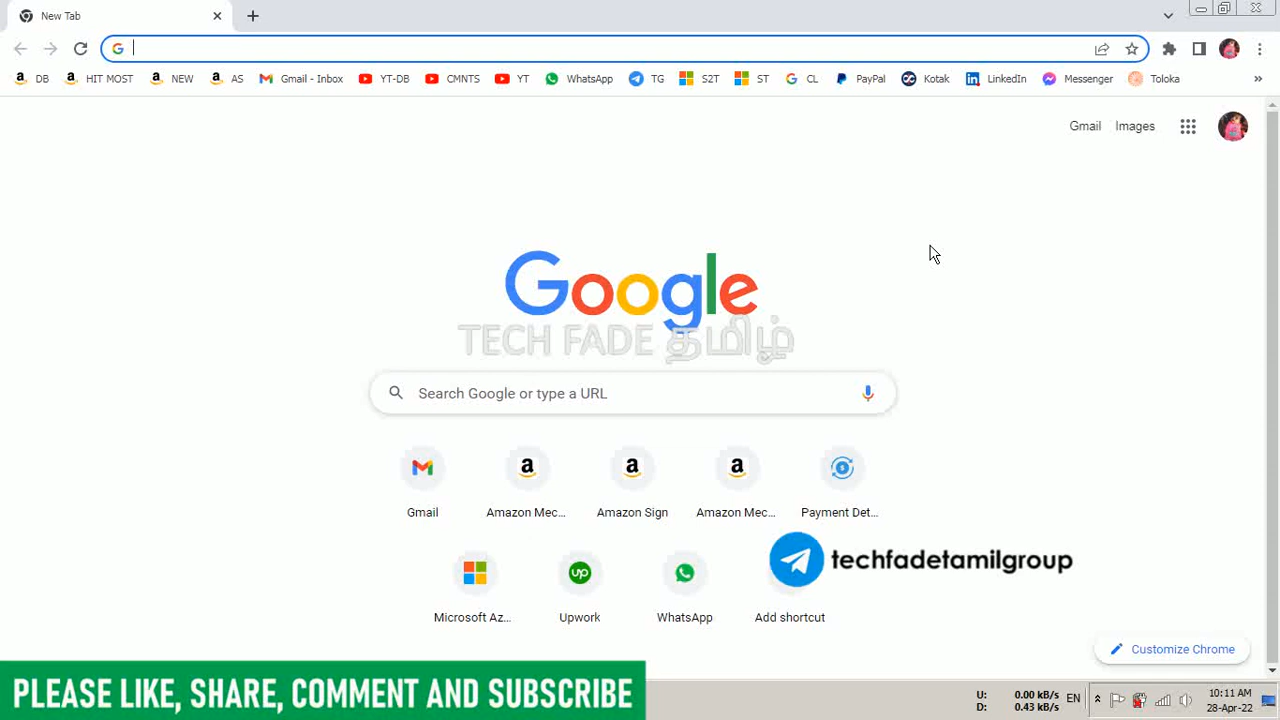 New Tab
DB
HIT MOST
NEW
AS
Gmail - Inbox
YT-DB
CMNTS
YT
WhatsApp
TG
S2T
ST
CL
PayPal
Kotak
LinkedIn
Messenger
Toloka
Gmail
Images
Google
TECH FADE தமிழ்
Search Google or type a URL
Gmail
Amazon Mec...
Amazon Sign
Amazon Mec...
Payment Det...
techfadetamilgroup
Microsoft Az...
Upwork
WhatsApp
Add shortcut
Customize Chrome
PLEASE LIKE, SHARE, COMMENT AND SUBSCRIBE
U: 0.00 kB/s
D: 0.43 kB/s
EN
10:11 AM
28-Apr-22